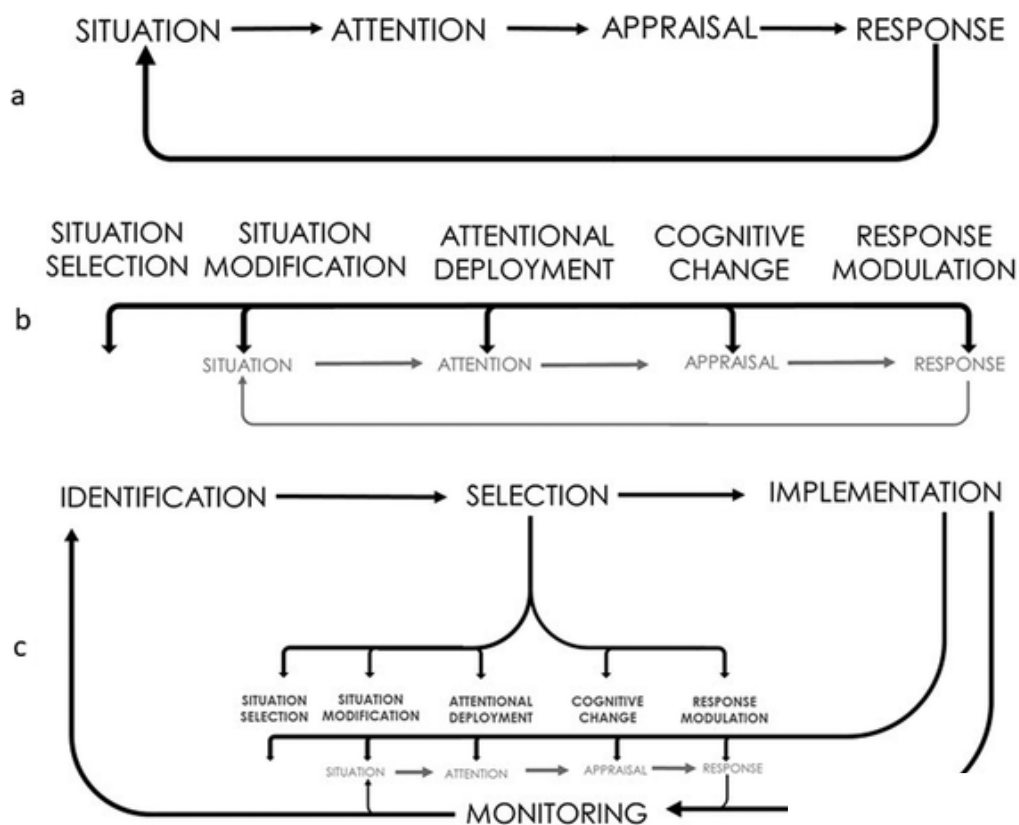 SITUATION ATTENTION APPRAISAL RESPONSE
a
SITUATION SITUATION ATTENTIONAL COGNITIVE RESPONSE
SELECTION MODIFICATION DEPLOYMENT CHANGE MODULATION
b
SITUATION ATTENTION APPRAISAL RESPONSE
IDENTIFICATION SELECTION IMPLEMENTATION
c
SITUATION SITUATION ATTENTIONAL COGNITIVE RESPONSE
SELECTION MODIFICATION DEPLOYMENT CHANGE MODULATION
SITUATION ATTENTION APPRAISAL RESPONSE
MONITORING